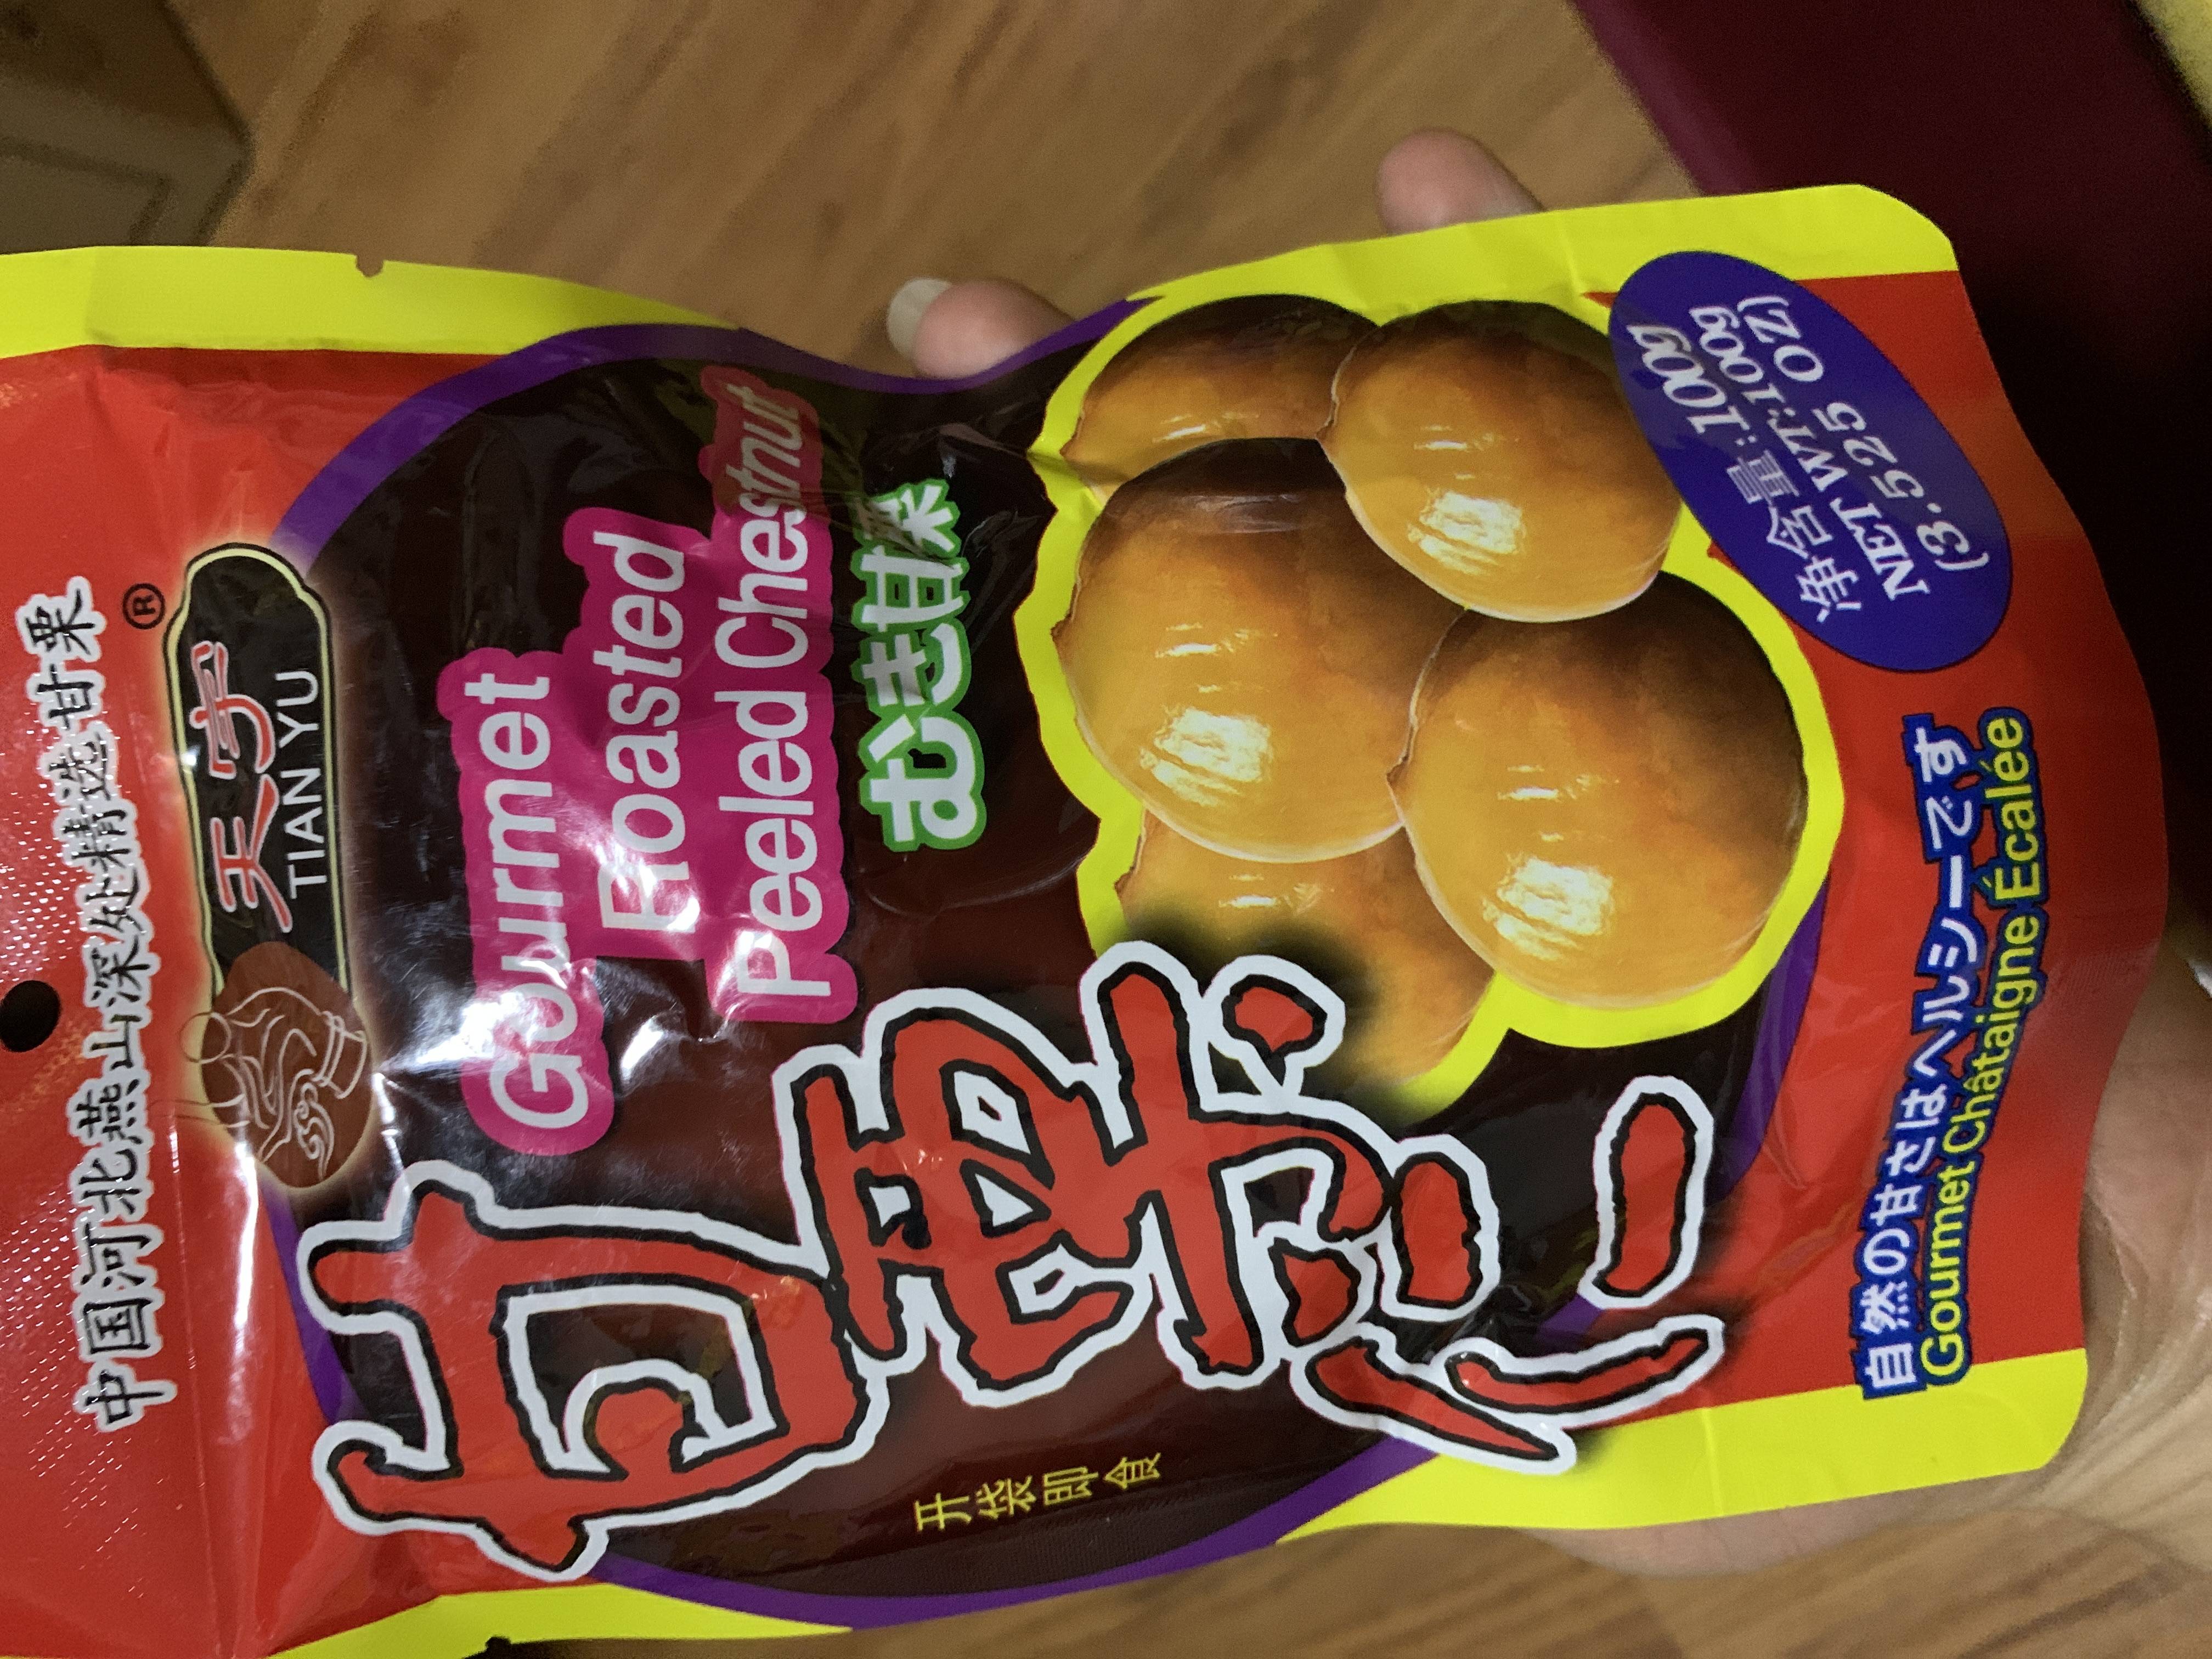 中国河北燕山深处精选甘栗
®
天宇
TIAN YU
Gourmet
Roasted
Peeled Chestnut
むき甘栗
甘栗仁
开袋即食
净含量:100g
NET WT:100g
(3.525 OZ)
自然の甘さはヘルシーです
Gourmet Châtaigne Écalée